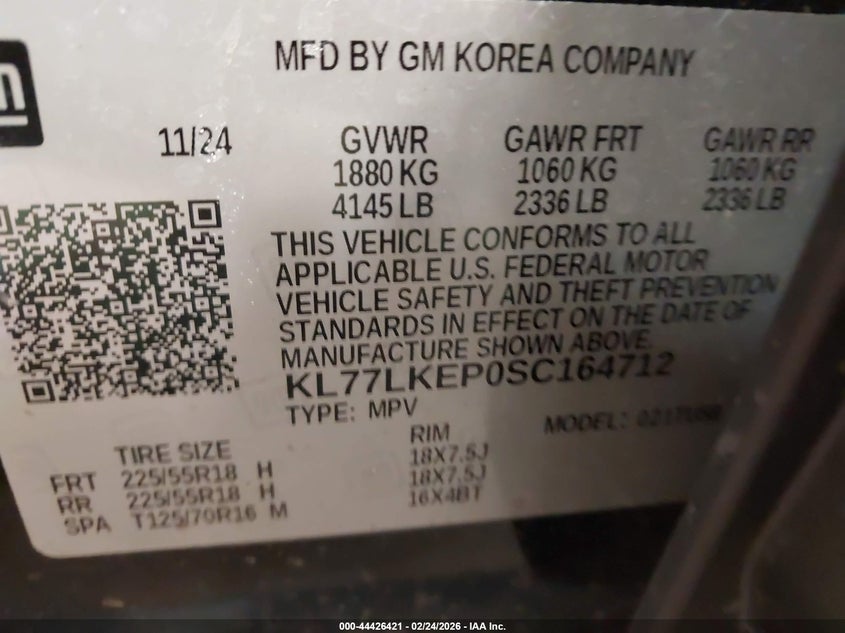 MFD BY GM KOREA COMPANY
11/24 GVWR GAWR FRT GAWR RR
1880 KG 1060 KG 1060 KG
4145 LB 2336 LB 2336 LB
THIS VEHICLE CONFORMS TO ALL
APPLICABLE U.S. FEDERAL MOTOR
VEHICLE SAFETY AND THEFT PREVENTION
STANDARDS IN EFFECT ON THE DATE OF
MANUFACTURE SHOWN ABOVE.
KL77LKEP0SC164712
TYPE: MPV MODEL:
TIRE SIZE RIM
FRT 225/55R18 H 18X7.5J
RR 225/55R18 H 18X7.5J
SPA T125/70R16 M 16X4BT
000-44426421 - 02/24/2026 - IAA Inc.